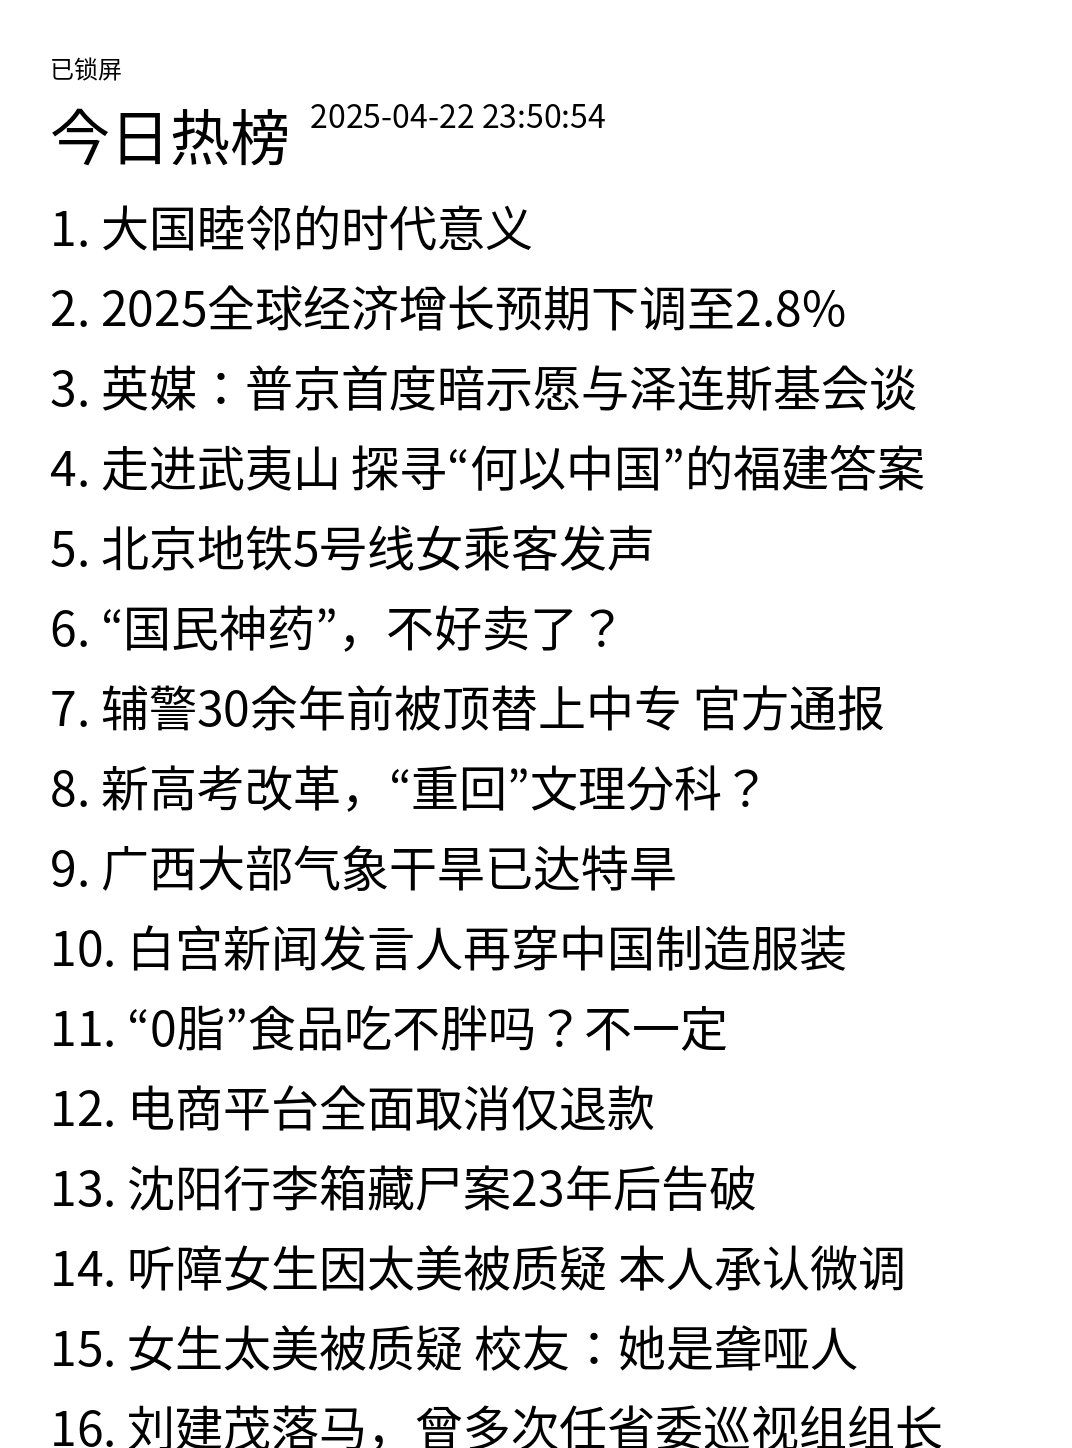 已锁屏
今日热榜 2025-04-22 23:50:54
1. 大国睦邻的时代意义
2. 2025全球经济增长预期下调至2.8%
3. 英媒：普京首度暗示愿与泽连斯基会谈
4. 走进武夷山 探寻“何以中国”的福建答案
5. 北京地铁5号线女乘客发声
6. “国民神药”，不好卖了？
7. 辅警30余年前被顶替上中专 官方通报
8. 新高考改革，“重回”文理分科？
9. 广西大部气象干旱已达特旱
10. 白宫新闻发言人再穿中国制造服装
11. “0脂”食品吃不胖吗？不一定
12. 电商平台全面取消仅退款
13. 沈阳行李箱藏尸案23年后告破
14. 听障女生因太美被质疑 本人承认微调
15. 女生太美被质疑 校友：她是聋哑人
16. 刘建茂落马，曾多次任省委巡视组组长